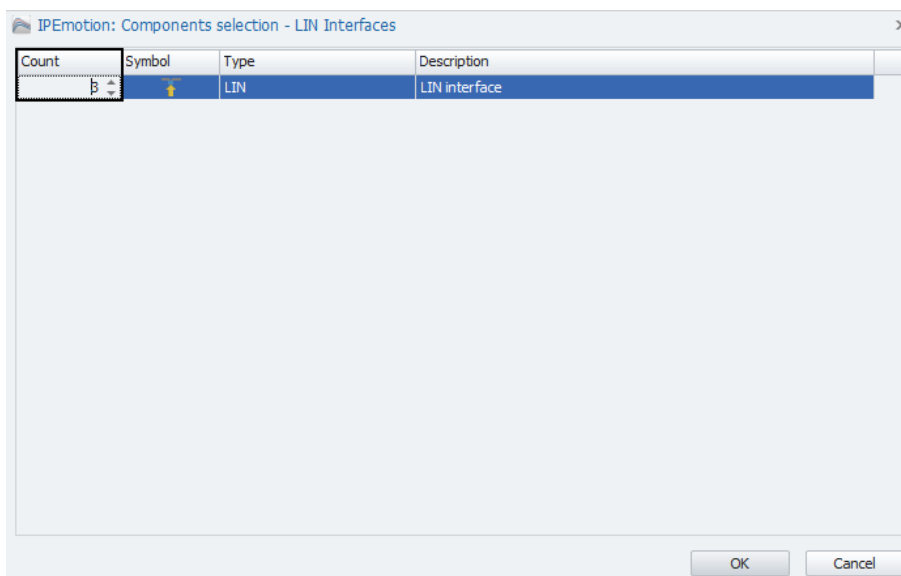 IPEmotion: Components selection - LIN Interfaces
Count Symbol Type Description
3 LIN LIN interface
OK Cancel